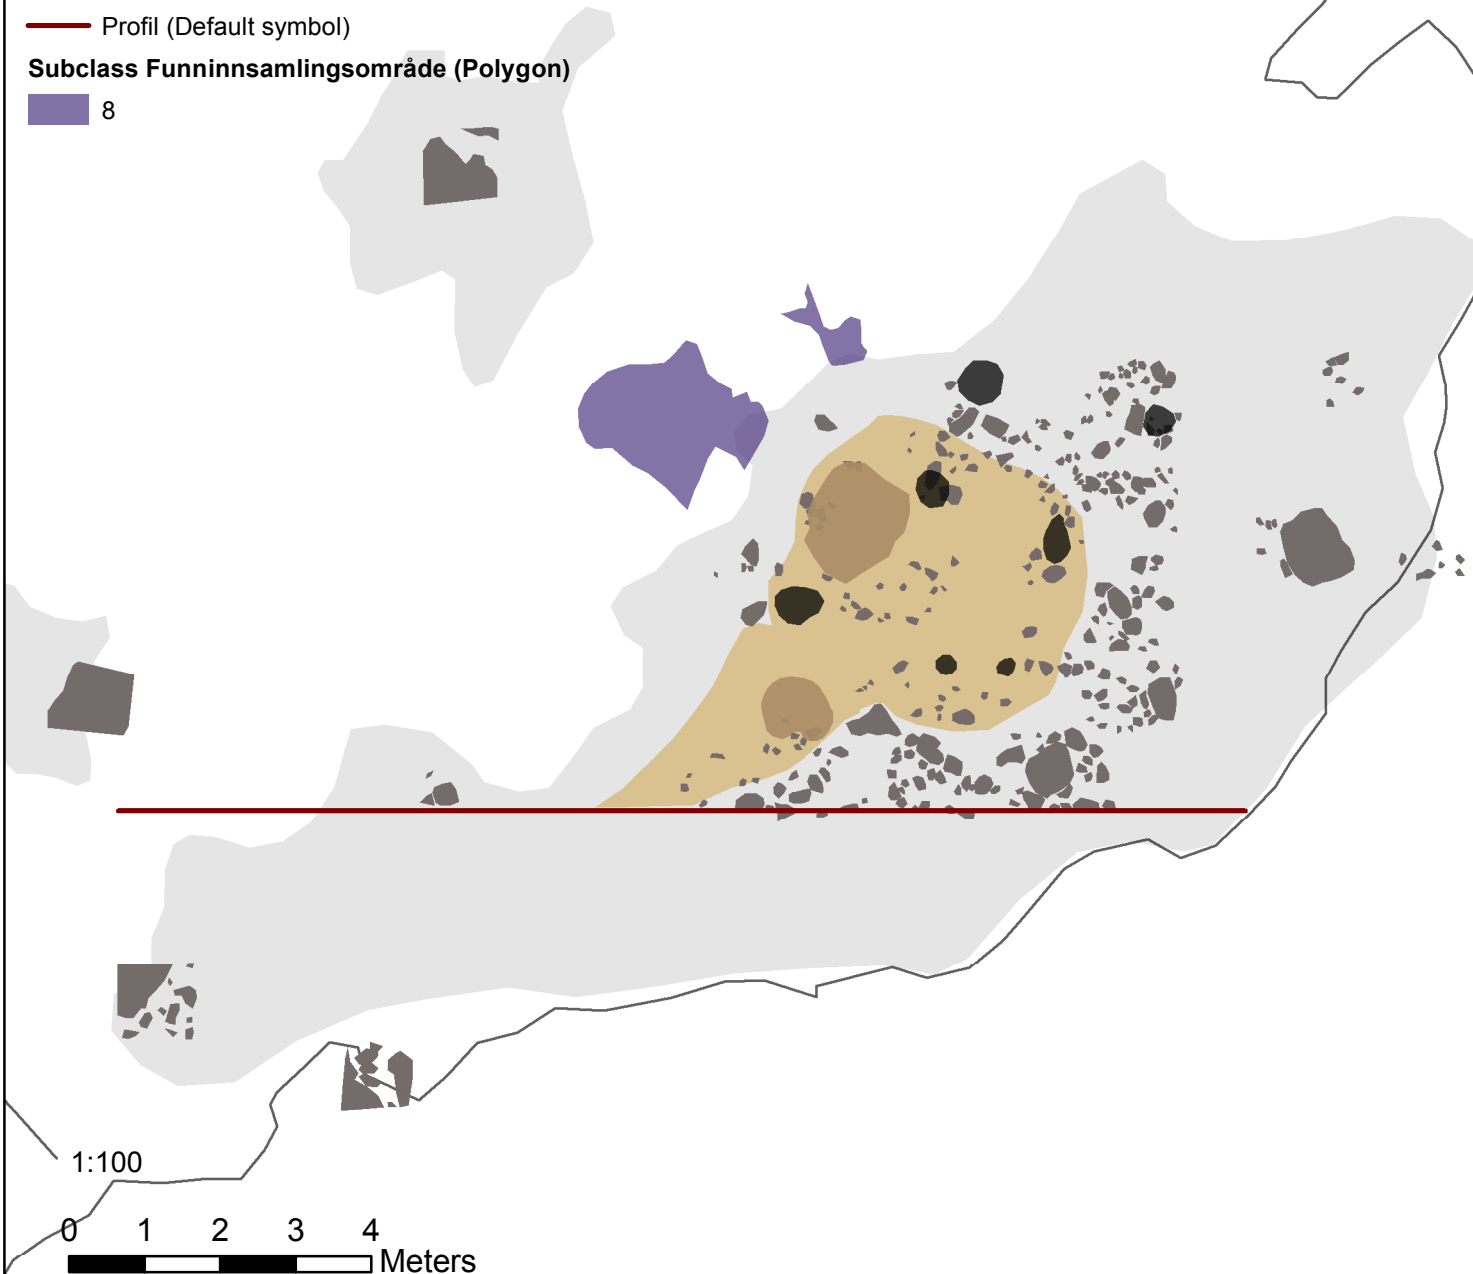 Profil (Default symbol)
Subclass Funninnsamlingsområde (Polygon)
8
1:100
0 1 2 3 4
Meters